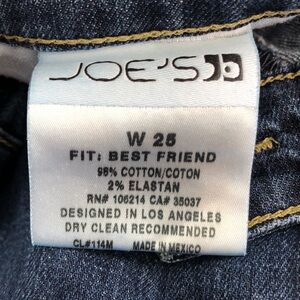 JOE'S
W 25
FIT: BEST FRIEND
98% COTTON/COTON
2% ELASTAN
RN# 106214 CA# 35037
DESIGNED IN LOS ANGELES
DRY CLEAN RECOMMENDED
CL#114M MADE IN MEXICO